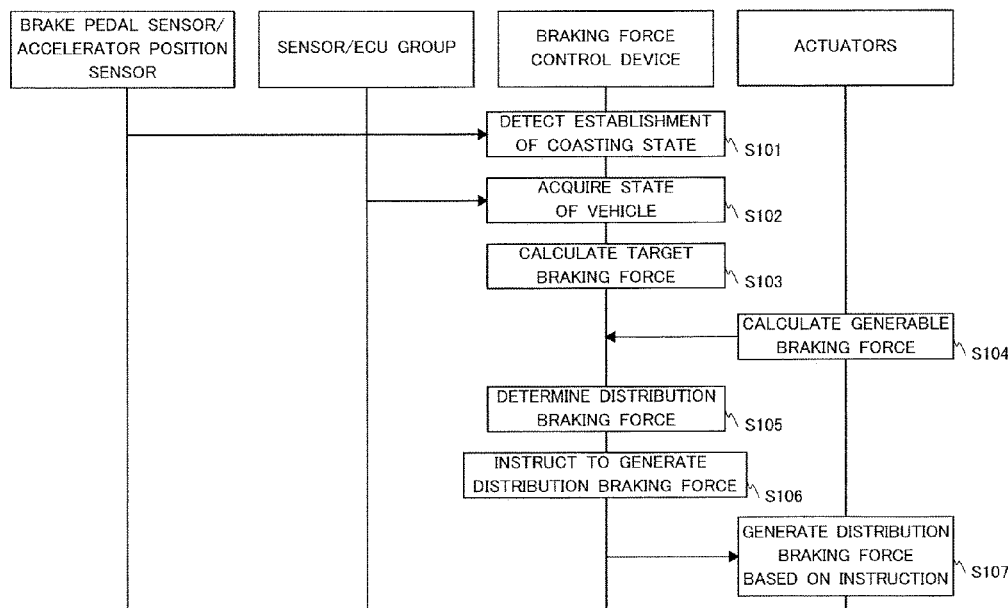 BRAKE PEDAL SENSOR/
ACCELERATOR POSITION
SENSOR
SENSOR/ECU GROUP
BRAKING FORCE
CONTROL DEVICE
ACTUATORS
DETECT ESTABLISHMENT
OF COASTING STATE
S101
ACQUIRE STATE
OF VEHICLE
S102
CALCULATE TARGET
BRAKING FORCE
S103
CALCULATE GENERABLE
BRAKING FORCE
S104
DETERMINE DISTRIBUTION
BRAKING FORCE
S105
INSTRUCT TO GENERATE
DISTRIBUTION BRAKING FORCE
S106
GENERATE DISTRIBUTION
BRAKING FORCE
BASED ON INSTRUCTION
S107